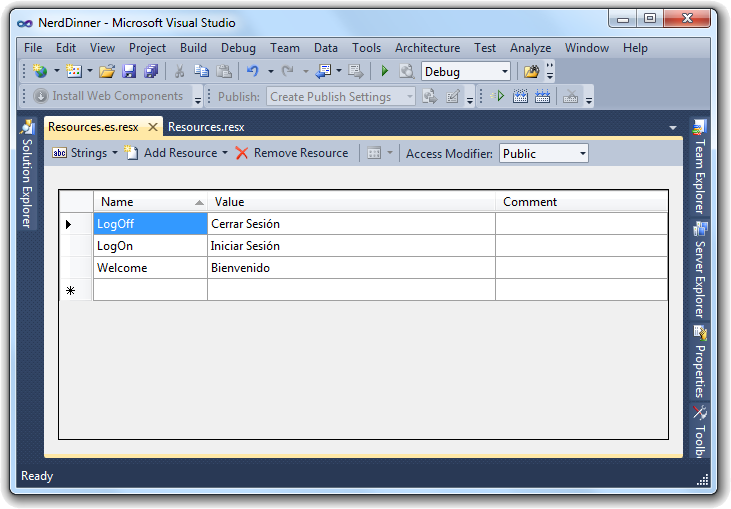 NerdDinner - Microsoft Visual Studio
File Edit View Project Build Debug Team Data Tools Architecture Test Analyze Window Help
Debug
Install Web Components Publish: Create Publish Settings
Resources.es.resx Resources.resx
abc Strings Add Resource Remove Resource Access Modifier: Public
Name Value Comment
LogOff Cerrar Sesión
LogOn Iniciar Sesión
Welcome Bienvenido
Solution Explorer
Team Explorer
Server Explorer
Properties
Toolb
Ready